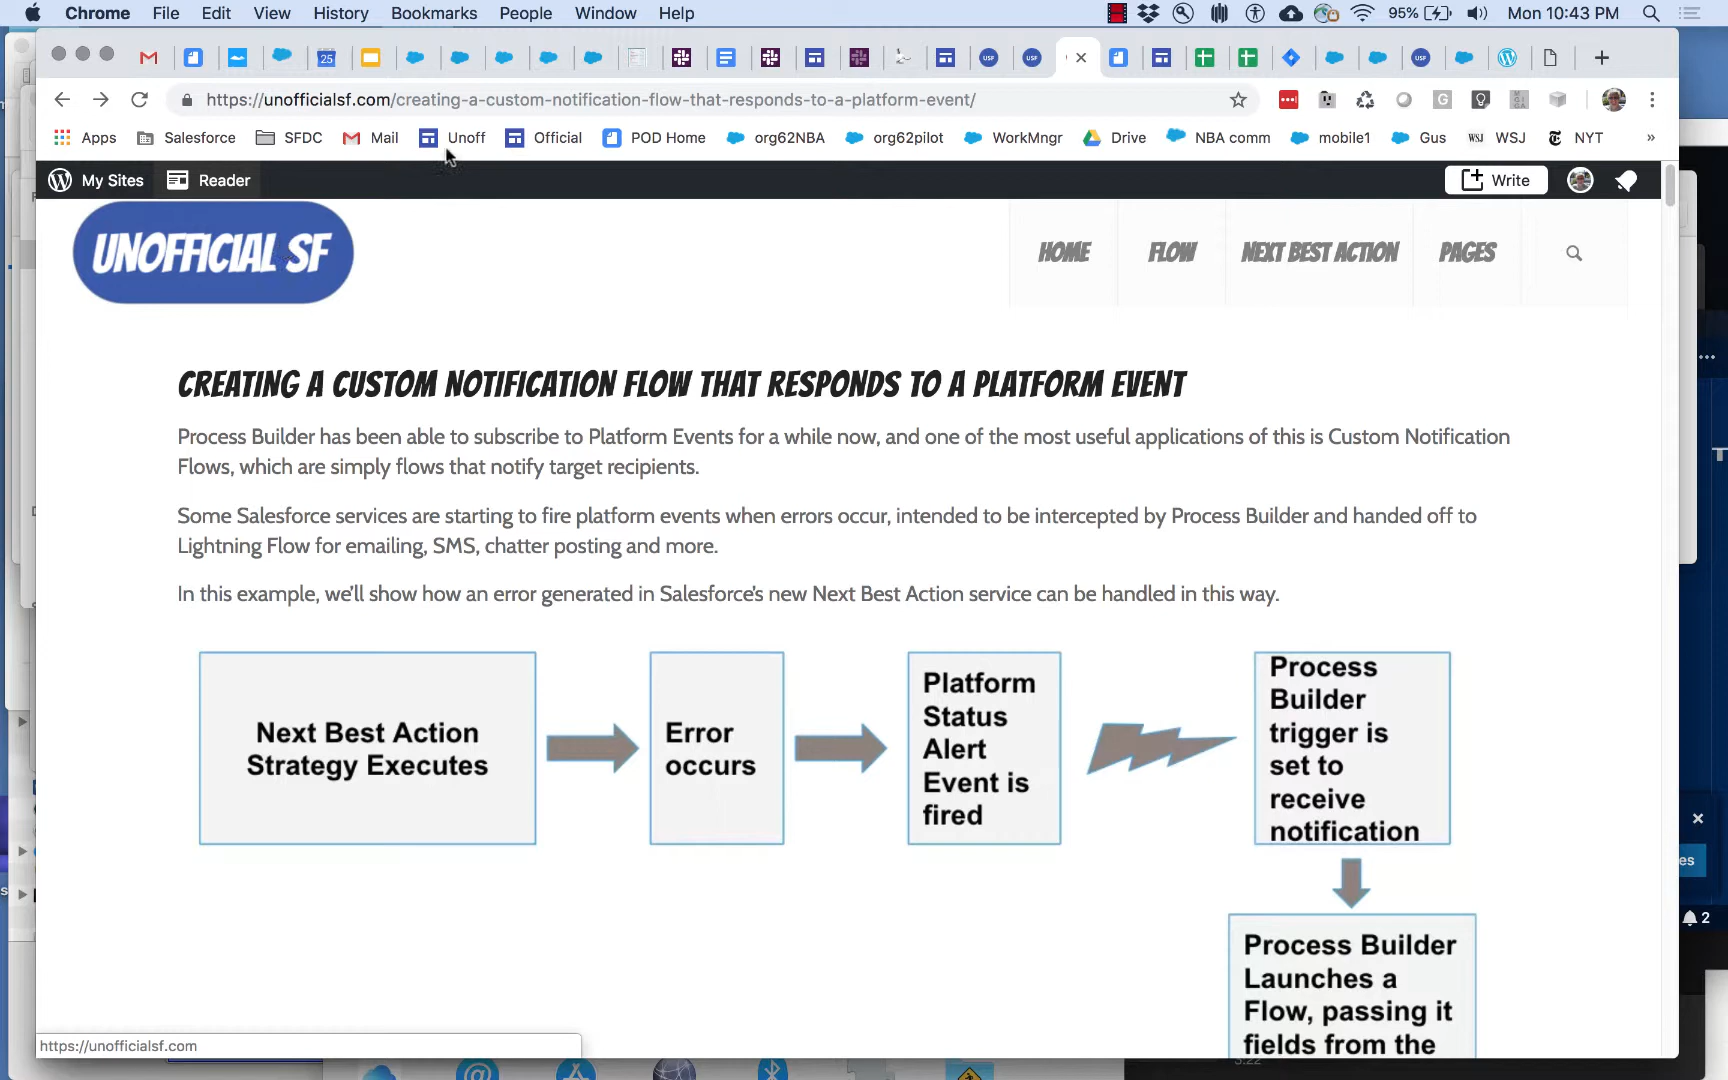 Chrome File Edit View History Bookmarks People Window Help 95% Mon 10:43 PM
25 USF USF USF
https://unofficialsf.com/creating-a-custom-notification-flow-that-responds-to-a-platform-event/
Apps Salesforce SFDC Mail Unoff Official POD Home org62NBA org62pilot WorkMngr Drive NBA comm mobile1 Gus WSJ WSJ NYT »
My Sites Reader Write
UNOFFICIAL SF
HOME FLOW NEXT BEST ACTION PAGES
CREATING A CUSTOM NOTIFICATION FLOW THAT RESPONDS TO A PLATFORM EVENT
Process Builder has been able to subscribe to Platform Events for a while now, and one of the most useful applications of this is Custom Notification
Flows, which are simply flows that notify target recipients.
Some Salesforce services are starting to fire platform events when errors occur, intended to be intercepted by Process Builder and handed off to
Lightning Flow for emailing, SMS, chatter posting and more.
In this example, we'll show how an error generated in Salesforce's new Next Best Action service can be handled in this way.
Next Best Action
Strategy Executes
Error
occurs
Platform
Status
Alert
Event is
fired
Process
Builder
trigger is
set to
receive
notification
Process Builder
Launches a
Flow, passing it
fields from the
es
2
https://unofficialsf.com
3:22